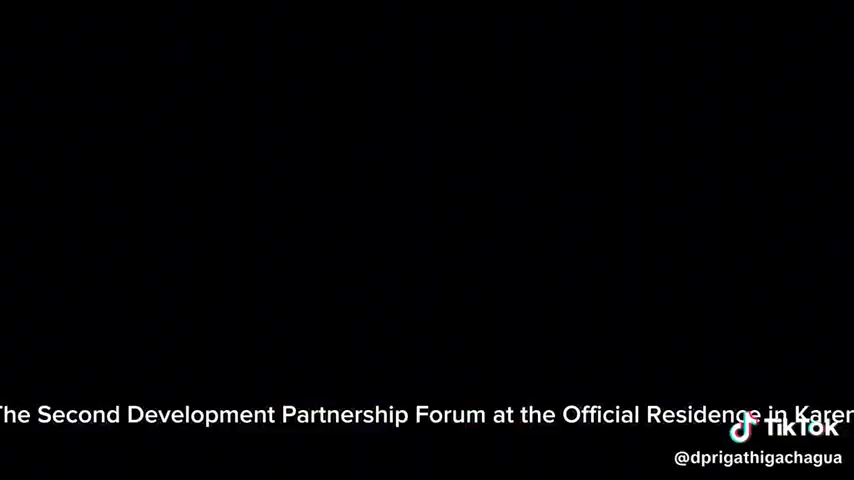 The Second Development Partnership Forum at the Official Residence in Karen
TikTok
@dprigathigachagua